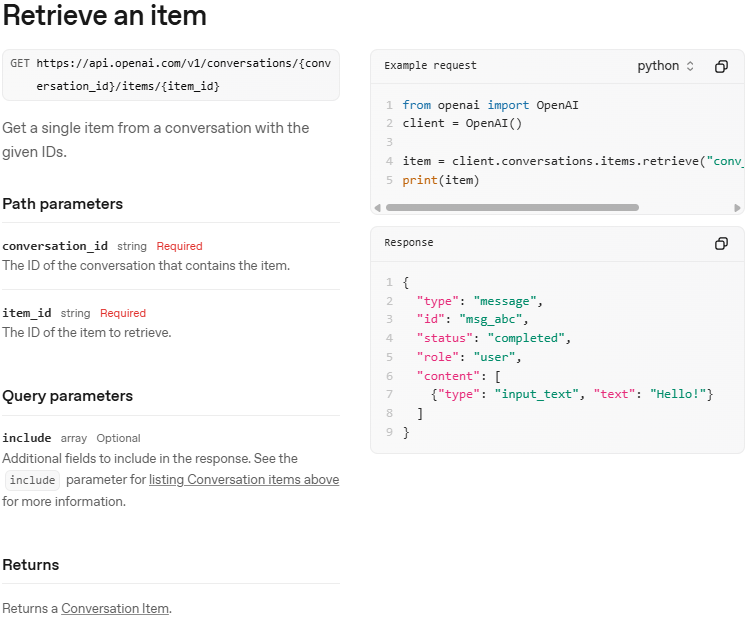 Retrieve an item
GET https://api.openai.com/v1/conversations/{conv
ersation_id}/items/{item_id}
Get a single item from a conversation with the
given IDs.
Path parameters
conversation_id string Required
The ID of the conversation that contains the item.
item_id string Required
The ID of the item to retrieve.
Query parameters
include array Optional
Additional fields to include in the response. See the
include parameter for listing Conversation items above
for more information.
Returns
Returns a Conversation Item.
Example request python
1 from openai import OpenAI
2 client = OpenAI()
3
4 item = client.conversations.items.retrieve("conv_
5 print(item)
Response
1 {
2 "type": "message",
3 "id": "msg_abc",
4 "status": "completed",
5 "role": "user",
6 "content": [
7 {"type": "input_text", "text": "Hello!"}
8 ]
9 }